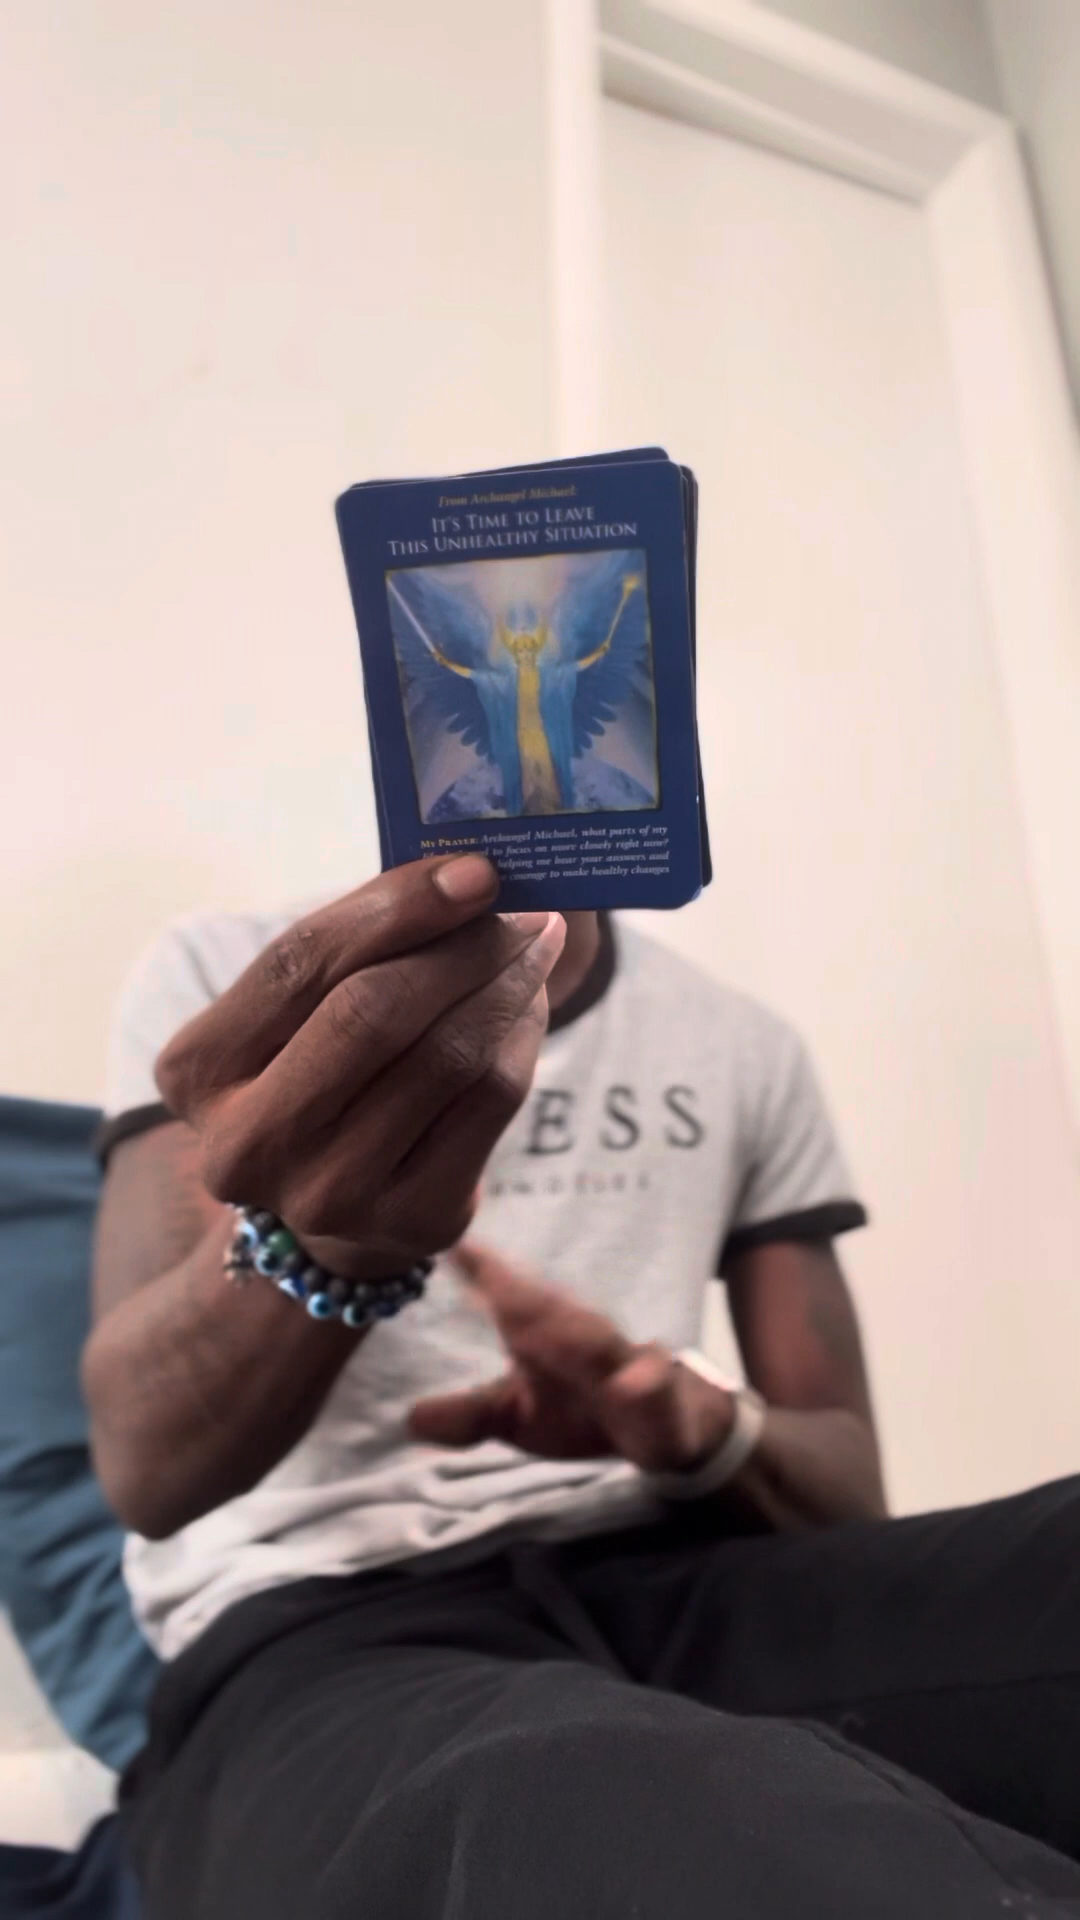 From Archangel Michael:
IT'S TIME TO LEAVE
THIS UNHEALTHY SITUATION
MY PRAYER: Archangel Michael, what parts of my
to focus on more closely right now?
helping me hear your answers and
courage to make healthy changes
ESS